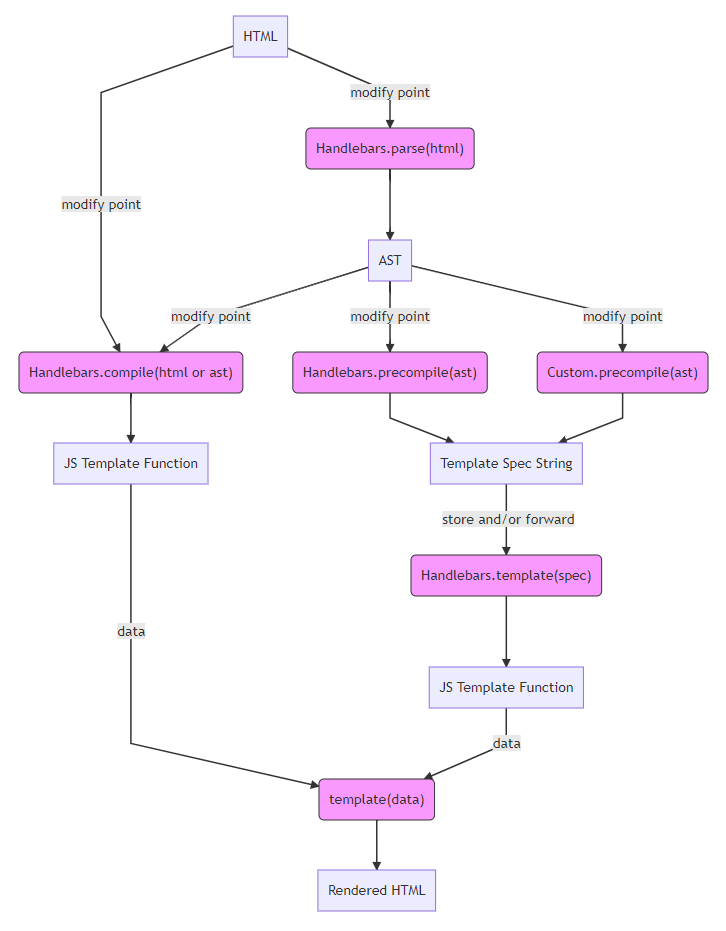 HTML
modify point
Handlebars.parse(html)
modify point
AST
modify point
modify point
modify point
Handlebars.compile(html or ast)
Handlebars.precompile(ast)
Custom.precompile(ast)
JS Template Function
Template Spec String
store and/or forward
Handlebars.template(spec)
data
JS Template Function
data
template(data)
Rendered HTML